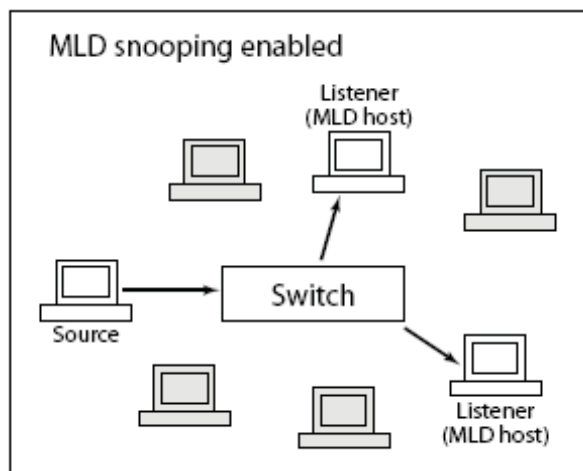 MLD snooping enabled
Listener
(MLD host)
Switch
Source
Listener
(MLD host)